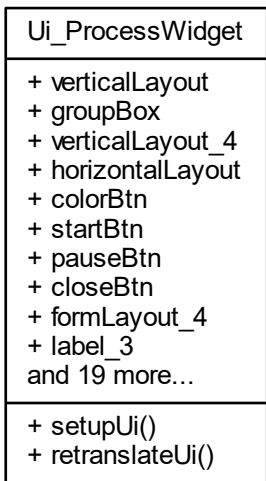 Ui_ProcessWidget
+ verticalLayout
+ groupBox
+ verticalLayout_4
+ horizontalLayout
+ colorBtn
+ startBtn
+ pauseBtn
+ closeBtn
+ formLayout_4
+ label_3
and 19 more...
+ setupUi()
+ retranslateUi()